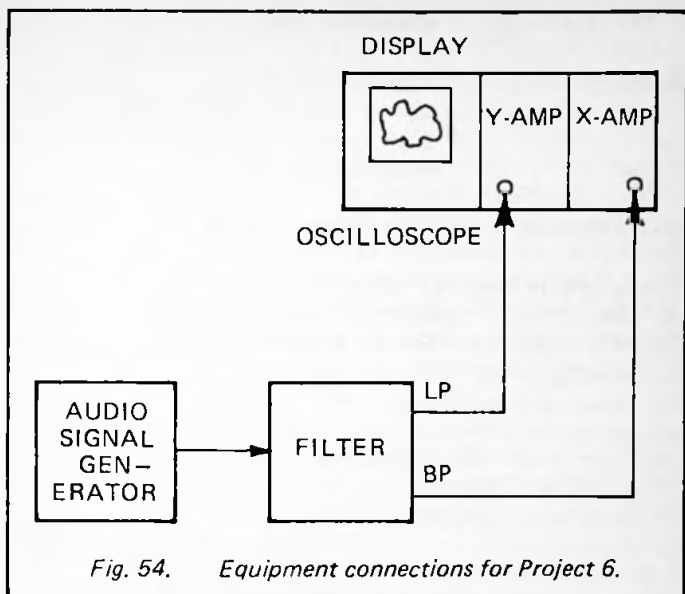 DISPLAY
Y-AMP
X-AMP
OSCILLOSCOPE
LP
AUDIO
SIGNAL
GEN-
ERATOR
FILTER
BP
Fig. 54. Equipment connections for Project 6.